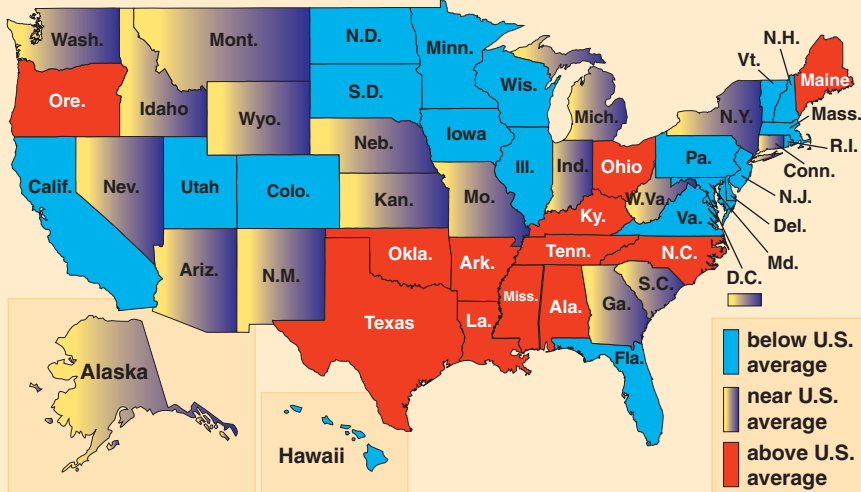 Wash.
Mont.
N.D.
Minn.
Vt.
N.H.
Maine
Ore.
Idaho
Wyo.
S.D.
Wis.
Mich.
N.Y.
Mass.
R.I.
Conn.
Nev.
Utah
Colo.
Neb.
Iowa
Ill.
Ind.
Ohio
Pa.
N.J.
Calif.
Kan.
Mo.
Ky.
W.Va.
Va.
Del.
Md.
D.C.
Ariz.
N.M.
Okla.
Ark.
Tenn.
N.C.
S.C.
Texas
La.
Miss.
Ala.
Ga.
Fla.
Alaska
Hawaii
below U.S.
average
near U.S.
average
above U.S.
average